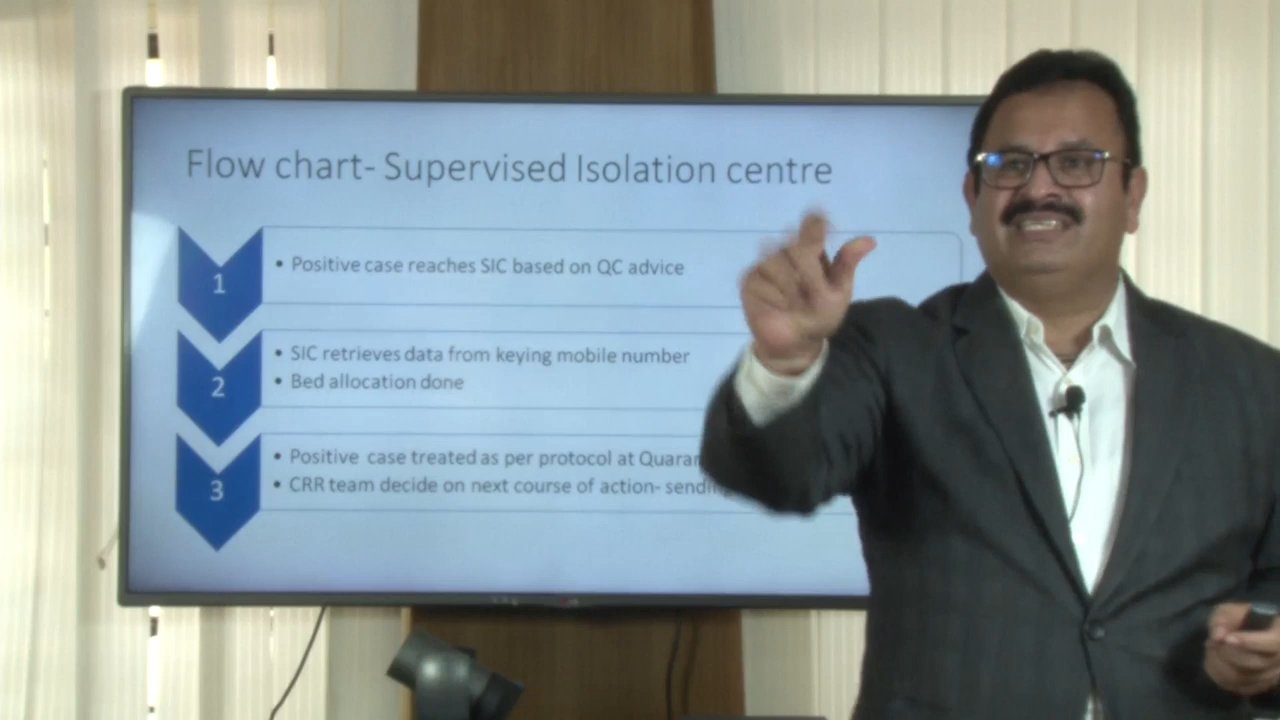 Flow chart- Supervised Isolation centre
1
• Positive case reaches SIC based on QC advice
2
• SIC retrieves data from keying mobile number
• Bed allocation done
3
• Positive case treated as per protocol at
• CRR team decide on next course of action-